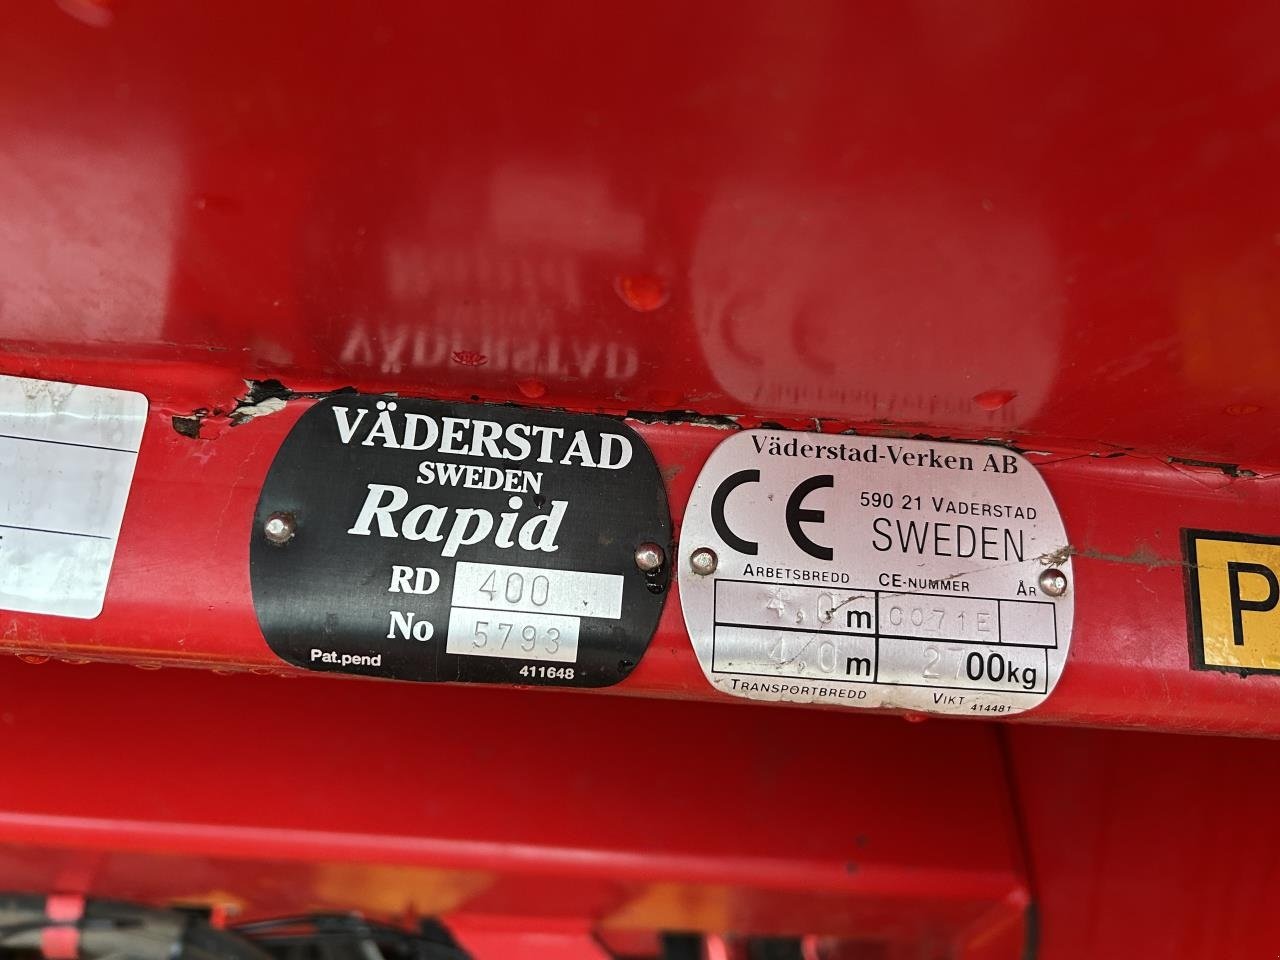 VÄDERSTAD
SWEDEN
Rapid
RD 400
No 5793
Pat.pend
411648
Väderstad-Verken AB
CE
590 21 VÄDERSTAD
SWEDEN
ARBETSBREDD CE-NUMMER ÅR
4,0 m C071E
4,0 m 2700kg
TRANSPORTBREDD VIKT
414481
P